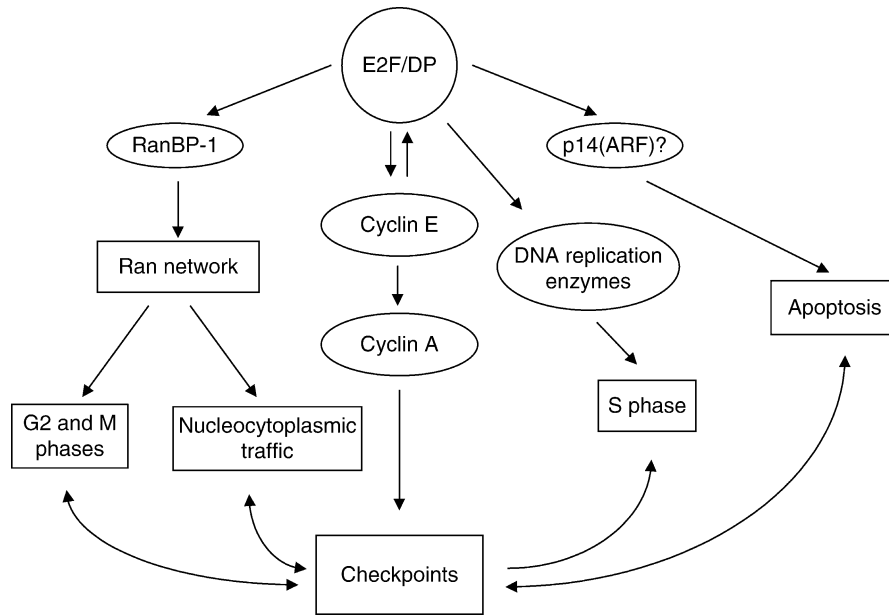 E2F/DP
RanBP-1
p14(ARF)?
Cyclin E
Ran network
DNA replication
enzymes
Apoptosis
Cyclin A
G2 and M
phases
Nucleocytoplasmic
traffic
S phase
Checkpoints